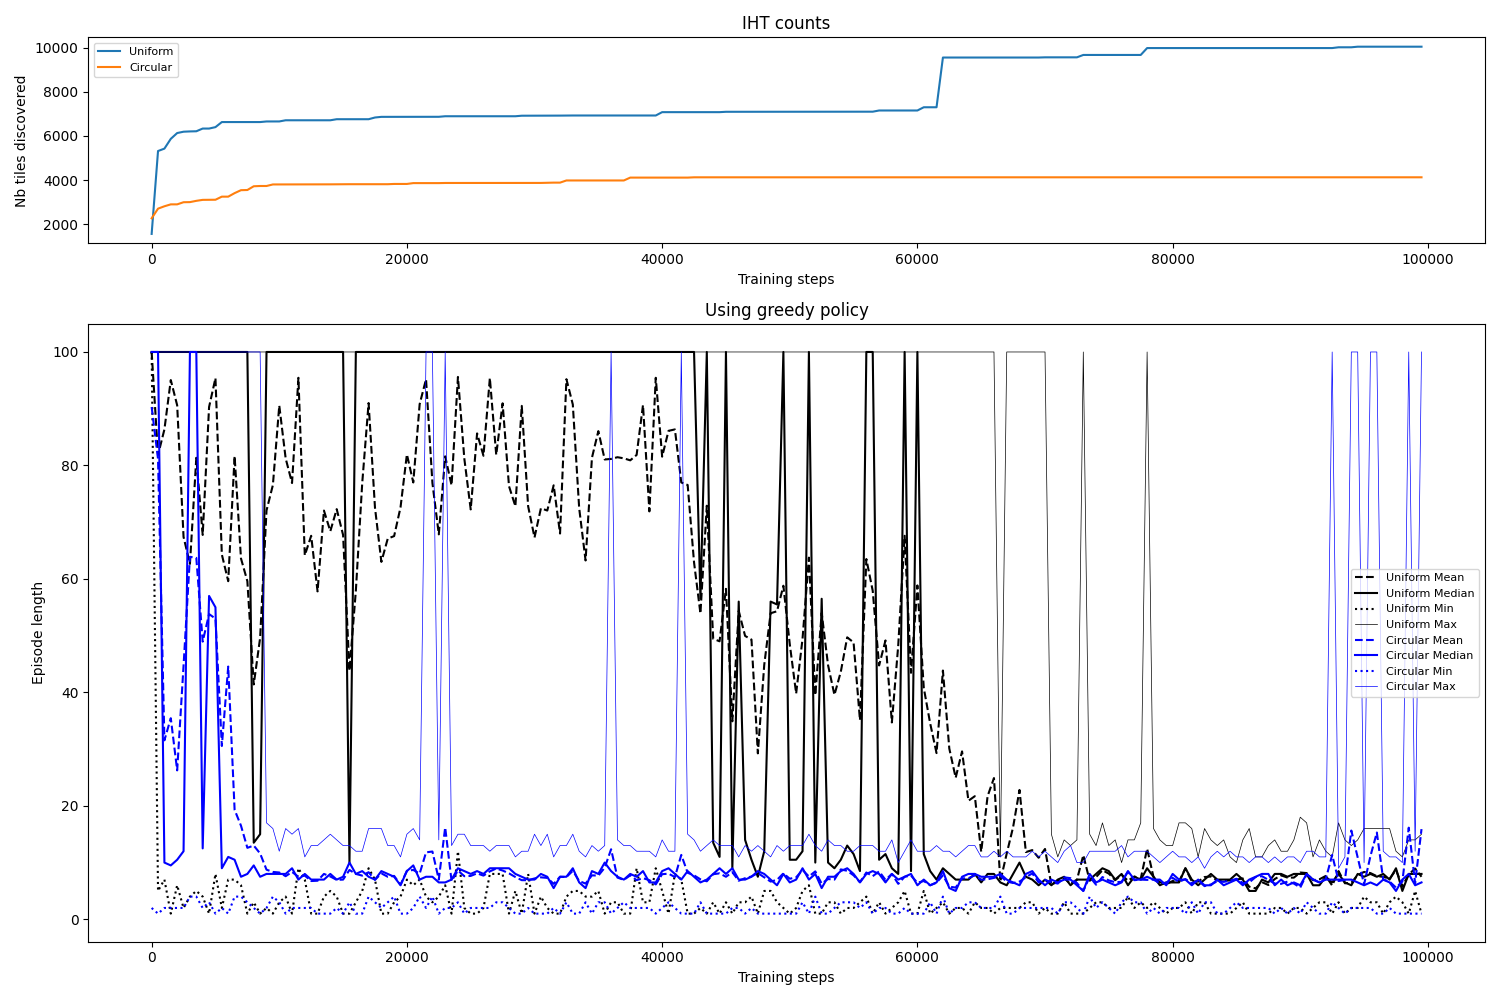 IHT counts
Nb tiles discovered
10000
8000
6000
4000
2000
Uniform
Circular
0
20000
40000
60000
80000
100000
Training steps
Using greedy policy
Episode length
100
80
60
40
20
0
Uniform Mean
Uniform Median
Uniform Min
Uniform Max
Circular Mean
Circular Median
Circular Min
Circular Max
0
20000
40000
60000
80000
100000
Training steps